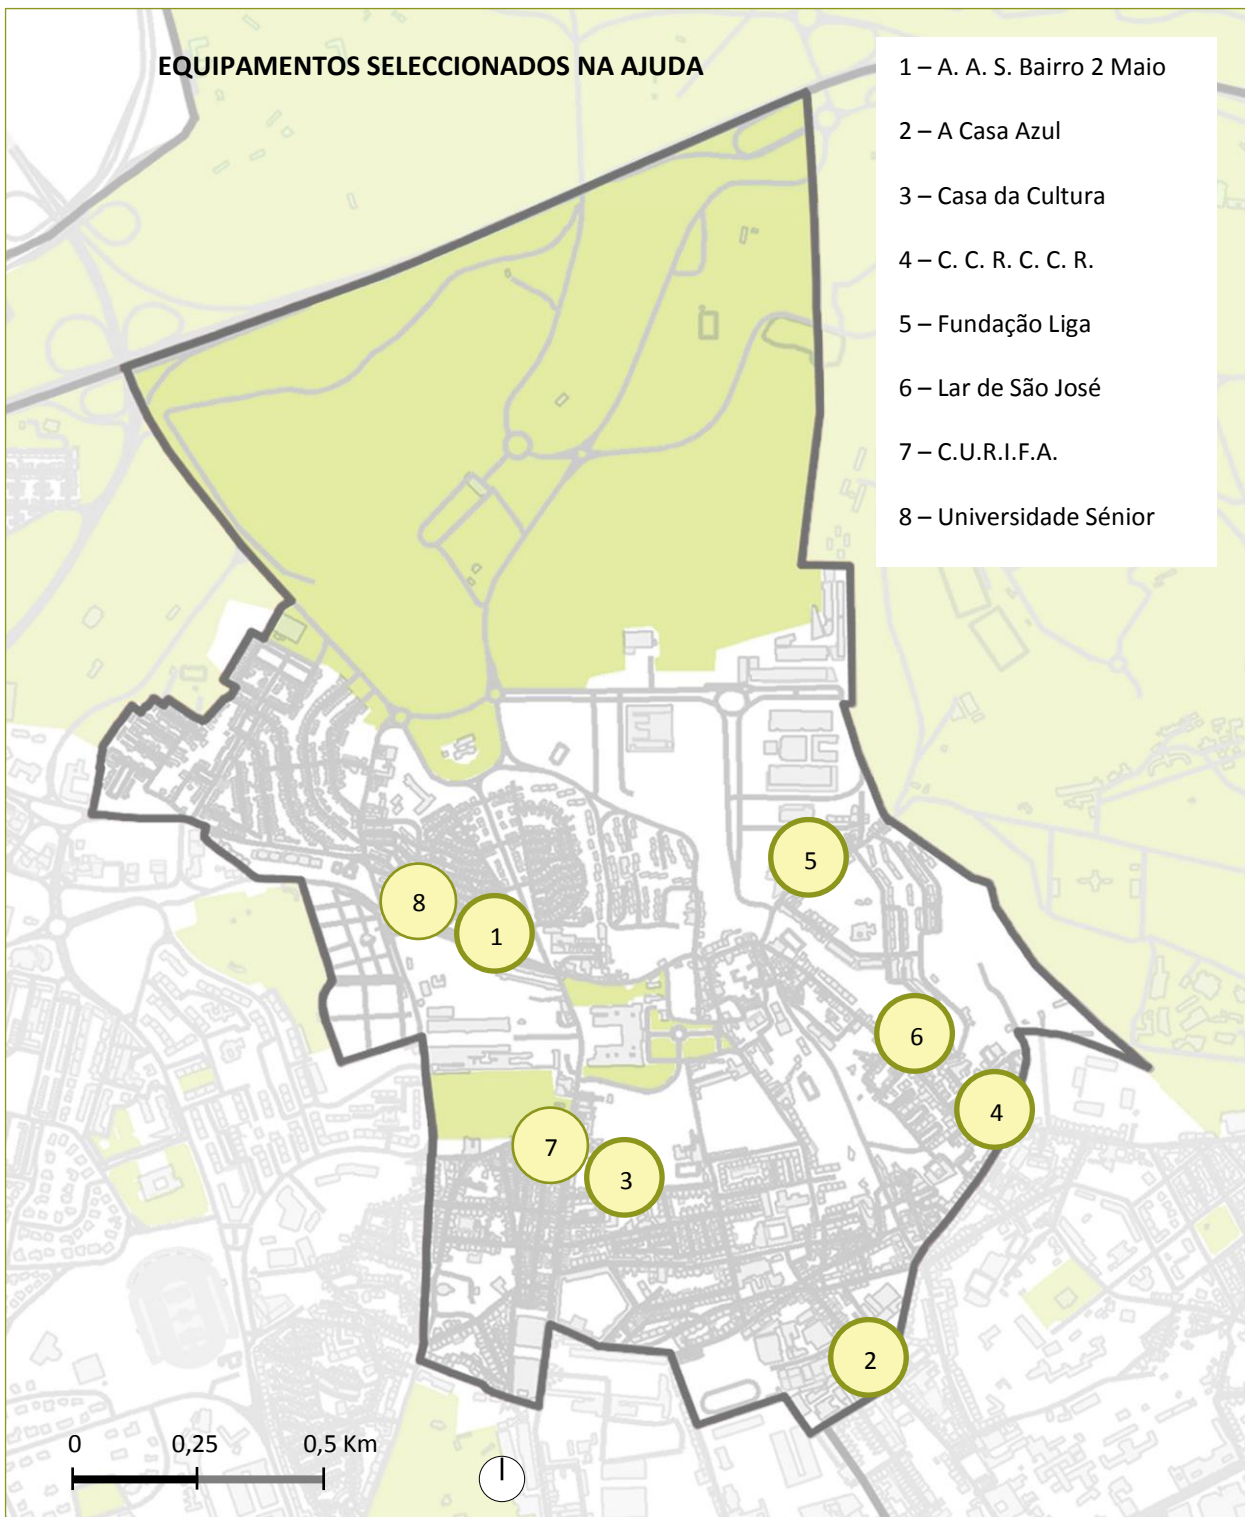 EQUIPAMENTOS SELECCIONADOS NA AJUDA
1 – A. A. S. Bairro 2 Maio
2 – A Casa Azul
3 – Casa da Cultura
4 – C. C. R. C. C. R.
5 – Fundação Liga
6 – Lar de São José
7 – C.U.R.I.F.A.
8 – Universidade Sénior
5
8
1
6
4
7
3
2
0 0,25 0,5 Km